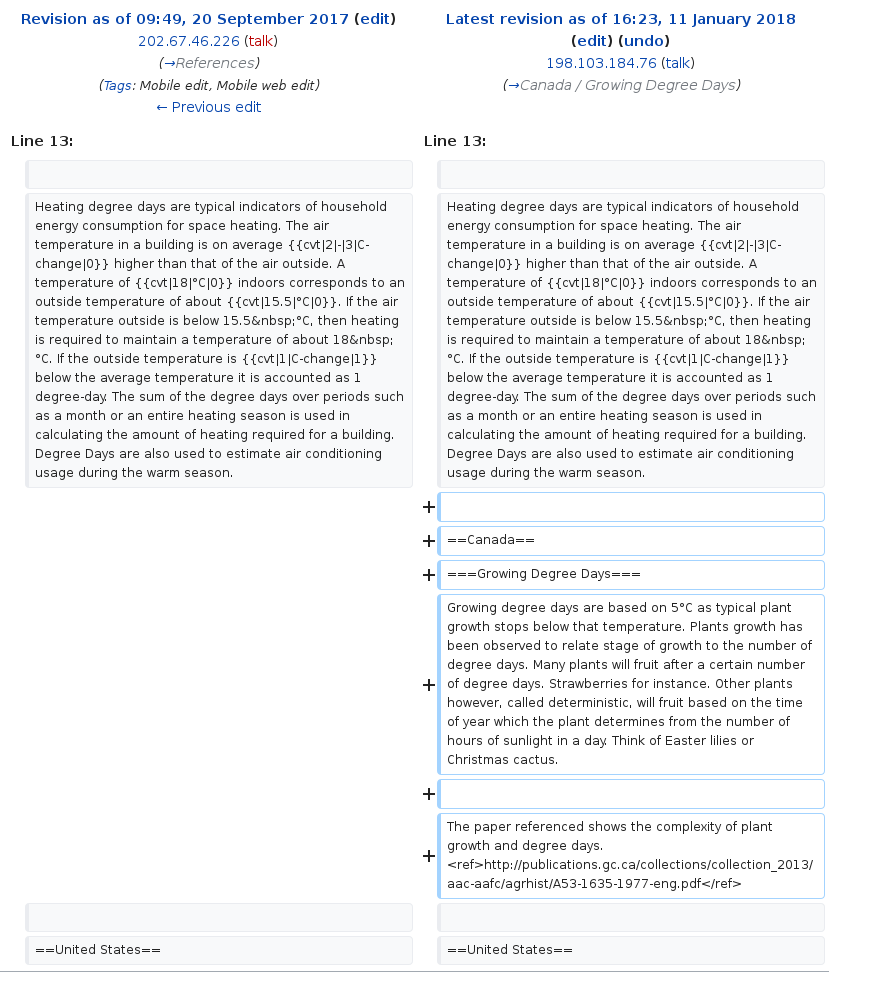 Revision as of 09:49, 20 September 2017 (edit)
202.67.46.226 (talk)
(→References)
(Tags: Mobile edit, Mobile web edit)
← Previous edit
Latest revision as of 16:23, 11 January 2018
(edit) (undo)
198.103.184.76 (talk)
(→Canada / Growing Degree Days)
Line 13:
Line 13:
Heating degree days are typical indicators of household
energy consumption for space heating. The air
temperature in a building is on average {{cvt|2|-|3|C-
change|0}} higher than that of the air outside. A
temperature of {{cvt|18|°C|0}} indoors corresponds to an
outside temperature of about {{cvt|15.5|°C|0}}. If the air
temperature outside is below 15.5&nbsp;°C, then heating
is required to maintain a temperature of about 18&nbsp;
°C. If the outside temperature is {{cvt|1|C-change|1}}
below the average temperature it is accounted as 1
degree-day. The sum of the degree days over periods such
as a month or an entire heating season is used in
calculating the amount of heating required for a building.
Degree Days are also used to estimate air conditioning
usage during the warm season.
Heating degree days are typical indicators of household
energy consumption for space heating. The air
temperature in a building is on average {{cvt|2|-|3|C-
change|0}} higher than that of the air outside. A
temperature of {{cvt|18|°C|0}} indoors corresponds to an
outside temperature of about {{cvt|15.5|°C|0}}. If the air
temperature outside is below 15.5&nbsp;°C, then heating
is required to maintain a temperature of about 18&nbsp;
°C. If the outside temperature is {{cvt|1|C-change|1}}
below the average temperature it is accounted as 1
degree-day. The sum of the degree days over periods such
as a month or an entire heating season is used in
calculating the amount of heating required for a building.
Degree Days are also used to estimate air conditioning
usage during the warm season.
+
+ ==Canada==
+ ===Growing Degree Days===
Growing degree days are based on 5°C as typical plant
growth stops below that temperature. Plants growth has
been observed to relate stage of growth to the number of
degree days. Many plants will fruit after a certain number
+ of degree days. Strawberries for instance. Other plants
however, called deterministic, will fruit based on the time
of year which the plant determines from the number of
hours of sunlight in a day. Think of Easter lilies or
Christmas cactus.
+
The paper referenced shows the complexity of plant
growth and degree days.
+ <ref>http://publications.gc.ca/collections/collection_2013/
aac-aafc/agrhist/A53-1635-1977-eng.pdf</ref>
==United States==
==United States==